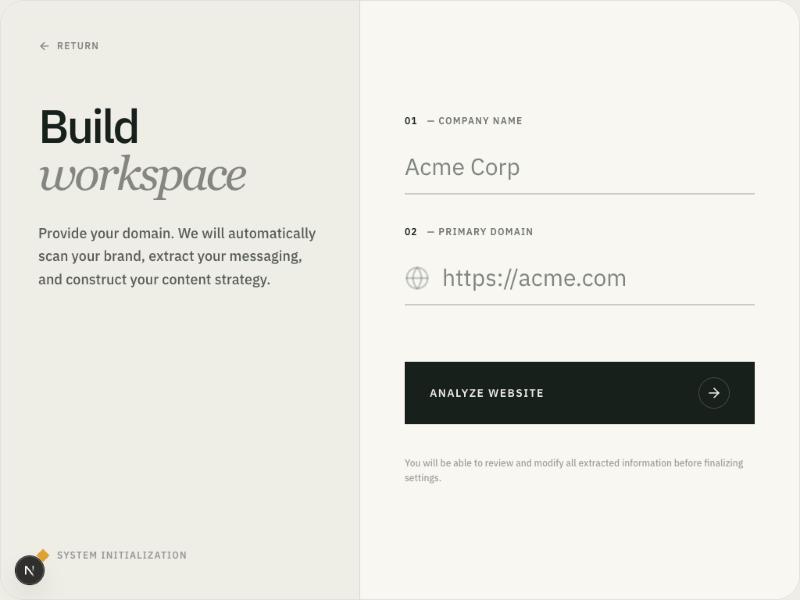 ← RETURN
Build
workspace
Provide your domain. We will automatically
scan your brand, extract your messaging,
and construct your content strategy.
SYSTEM INITIALIZATION
N
01 — COMPANY NAME
Acme Corp
02 — PRIMARY DOMAIN
https://acme.com
ANALYZE WEBSITE →
You will be able to review and modify all extracted information before finalizing
settings.